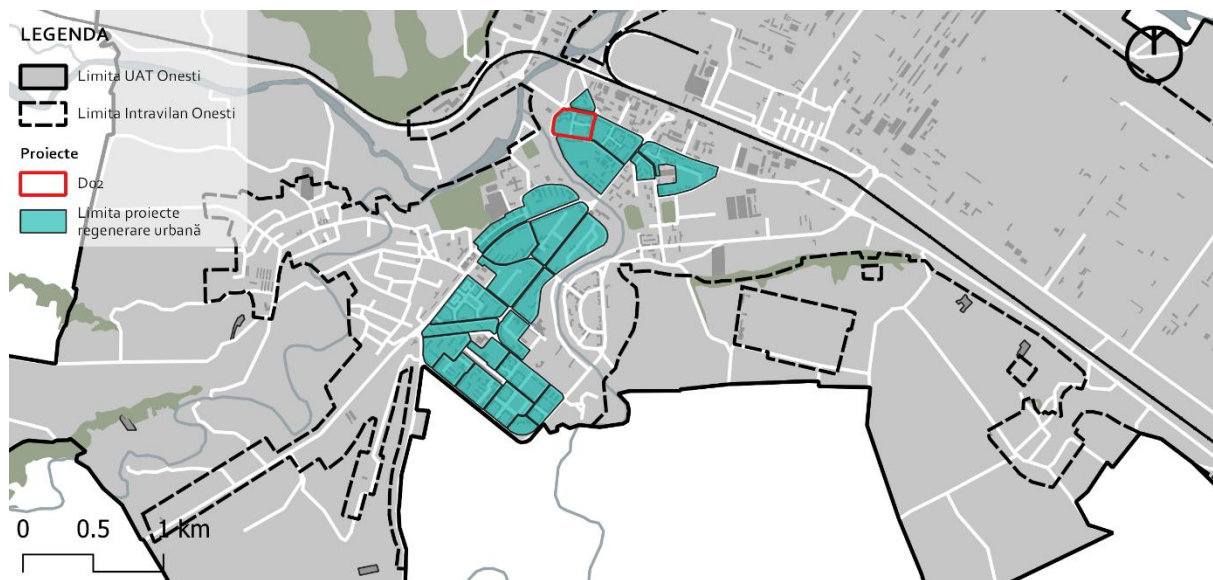 LEGENDA
Limita UAT Onesti
Limita Intravilan Onesti
Proiecte
D02
Limita proiecte
regenerare urbană
0 0.5 1 km